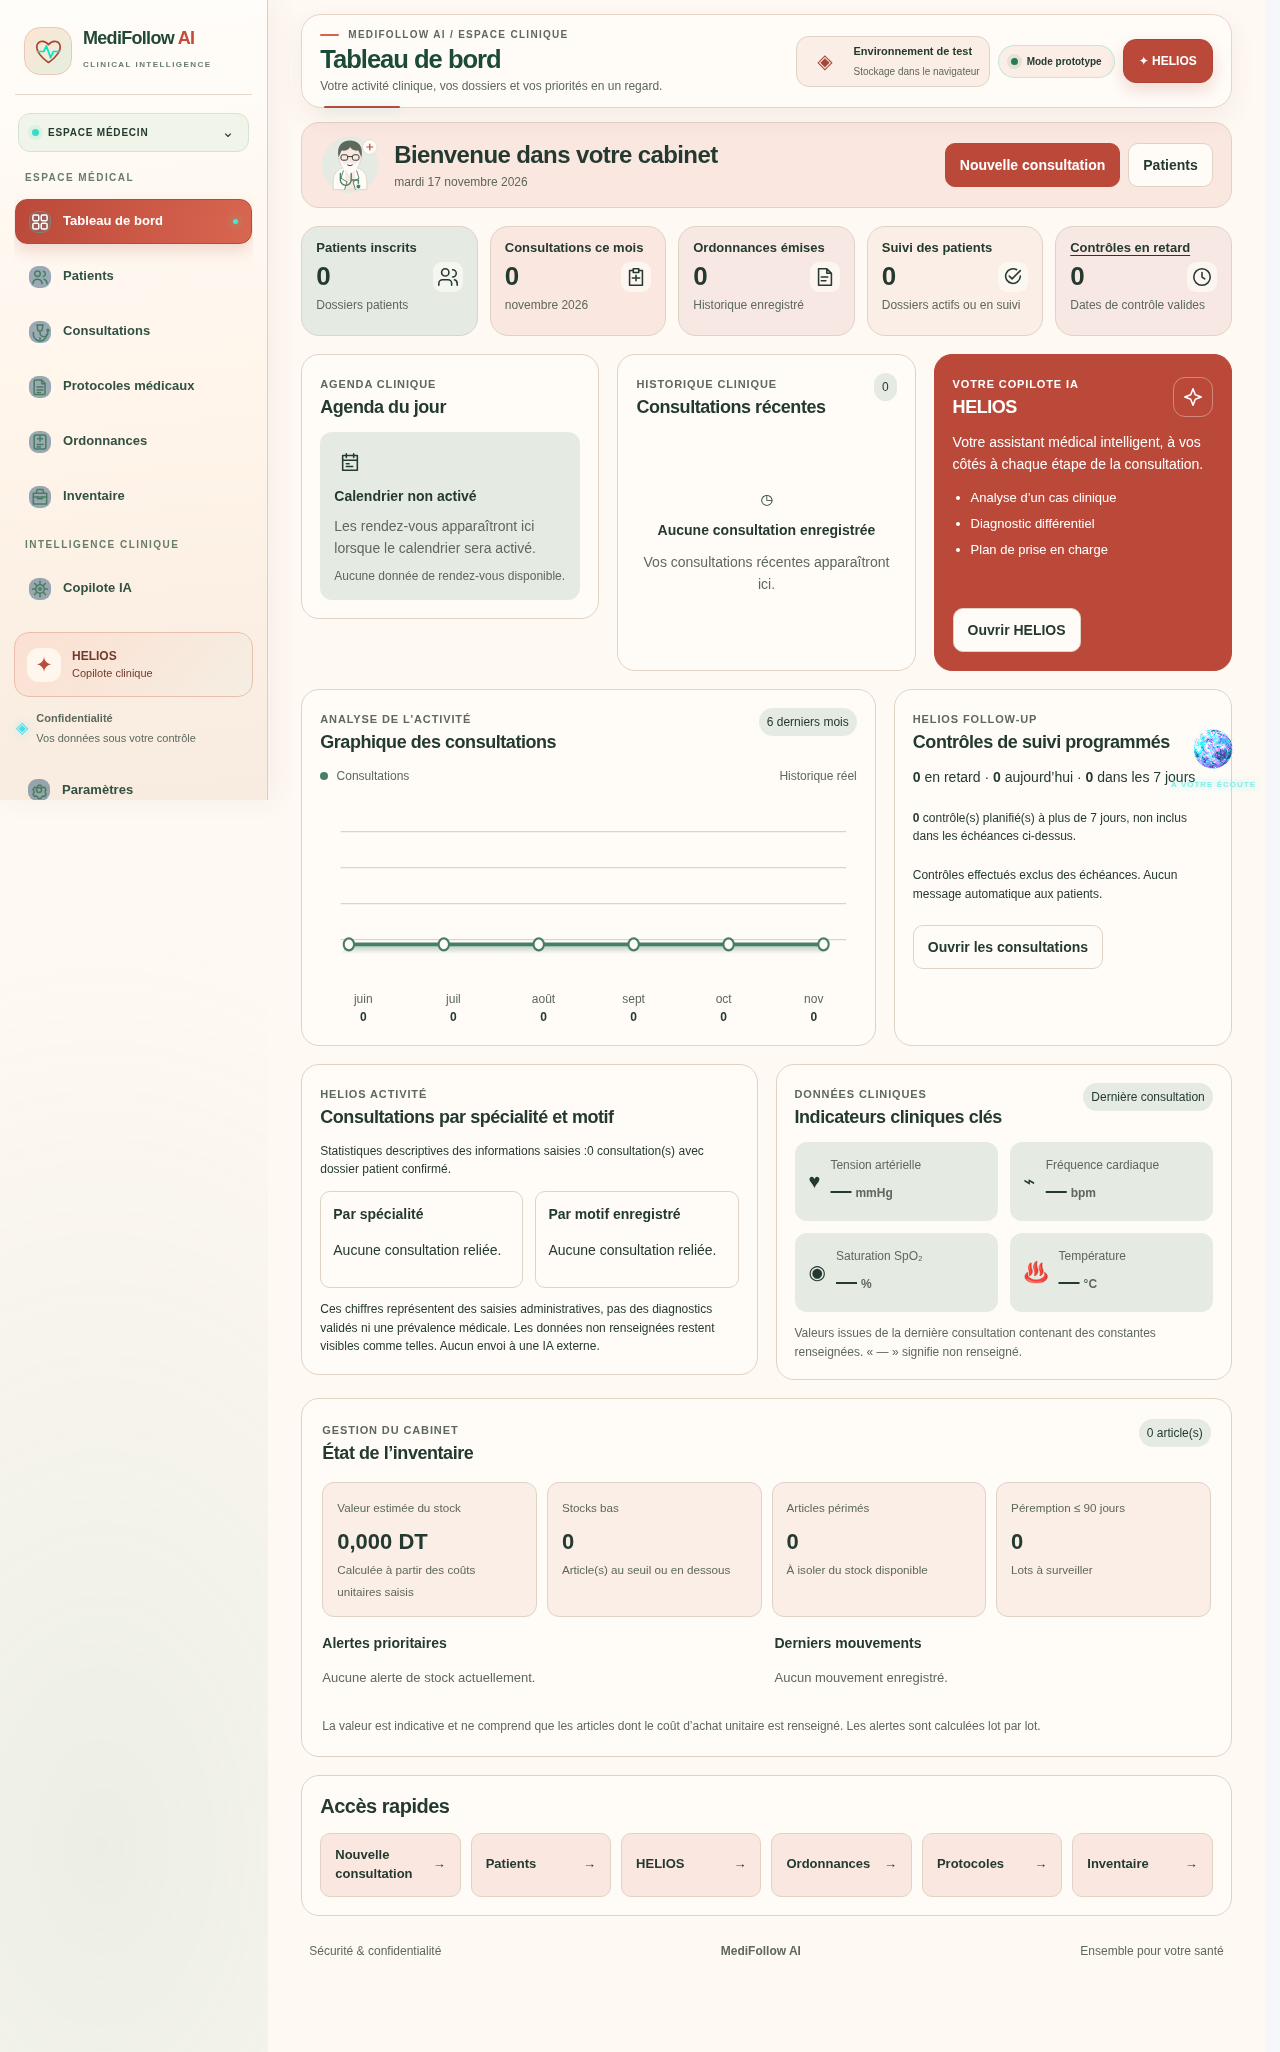 MediFollow AI
CLINICAL INTELLIGENCE
ESPACE MÉDECIN
ESPACE MÉDICAL
Tableau de bord
Patients
Consultations
Protocoles médicaux
Ordonnances
Inventaire
INTELLIGENCE CLINIQUE
Copilote IA
HELIOS
Copilote clinique
Confidentialité
Vos données sous votre contrôle
Paramètres
MEDIFOLLOW AI / ESPACE CLINIQUE
Tableau de bord
Votre activité clinique, vos dossiers et vos priorités en un regard.
Environnement de test
Stockage dans le navigateur
Mode prototype
✦ HELIOS
Bienvenue dans votre cabinet
mardi 17 novembre 2026
Nouvelle consultation
Patients
Patients inscrits
0
Dossiers patients
Consultations ce mois
0
novembre 2026
Ordonnances émises
0
Historique enregistré
Suivi des patients
0
Dossiers actifs ou en suivi
Contrôles en retard
0
Dates de contrôle valides
AGENDA CLINIQUE
Agenda du jour
Calendrier non activé
Les rendez-vous apparaîtront ici
lorsque le calendrier sera activé.
Aucune donnée de rendez-vous disponible.
HISTORIQUE CLINIQUE
Consultations récentes
0
Aucune consultation enregistrée
Vos consultations récentes apparaîtront
ici.
VOTRE COPILOTE IA
HELIOS
Votre assistant médical intelligent, à vos
côtés à chaque étape de la consultation.
• Analyse d’un cas clinique
• Diagnostic différentiel
• Plan de prise en charge
Ouvrir HELIOS
ANALYSE DE L'ACTIVITÉ
Graphique des consultations
6 derniers mois
Consultations
Historique réel
juin juil août sept oct nov
0 0 0 0 0 0
HELIOS FOLLOW-UP
Contrôles de suivi programmés
0 en retard · 0 aujourd’hui · 0 dans les 7 jours
À VOTRE ÉCOUTE
0 contrôle(s) planifié(s) à plus de 7 jours, non inclus
dans les échéances ci-dessus.
Contrôles effectués exclus des échéances. Aucun
message automatique aux patients.
Ouvrir les consultations
HELIOS ACTIVITÉ
Consultations par spécialité et motif
Statistiques descriptives des informations saisies :0 consultation(s) avec
dossier patient confirmé.
Par spécialité
Aucune consultation reliée.
Par motif enregistré
Aucune consultation reliée.
Ces chiffres représentent des saisies administratives, pas des diagnostics
validés ni une prévalence médicale. Les données non renseignées restent
visibles comme telles. Aucun envoi à une IA externe.
DONNÉES CLINIQUES
Indicateurs cliniques clés
Dernière consultation
Tension artérielle
— mmHg
Fréquence cardiaque
— bpm
Saturation SpO₂
— %
Température
— °C
Valeurs issues de la dernière consultation contenant des constantes
renseignées. « — » signifie non renseigné.
GESTION DU CABINET
État de l’inventaire
0 article(s)
Valeur estimée du stock
0,000 DT
Calculée à partir des coûts
unitaires saisis
Stocks bas
0
Article(s) au seuil ou en dessous
Articles périmés
0
À isoler du stock disponible
Péremption ≤ 90 jours
0
Lots à surveiller
Alertes prioritaires
Aucune alerte de stock actuellement.
Derniers mouvements
Aucun mouvement enregistré.
La valeur est indicative et ne comprend que les articles dont le coût d’achat unitaire est renseigné. Les alertes sont calculées lot par lot.
Accès rapides
Nouvelle
consultation →
Patients →
HELIOS →
Ordonnances →
Protocoles →
Inventaire →
Sécurité & confidentialité
MediFollow AI
Ensemble pour votre santé